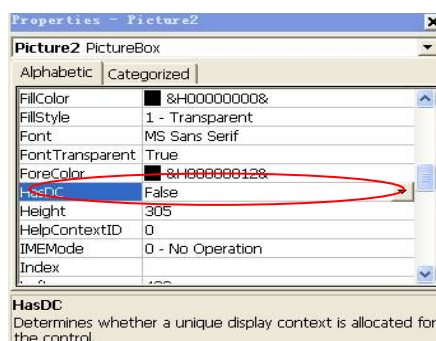 Properties - Picture2
Picture2 PictureBox
Alphabetic Categorized
FillColor &H00000000&
FillStyle 1 - Transparent
Font MS Sans Serif
FontTransparent True
ForeColor &H80000012&
HasDC False
Height 305
HelpContextID 0
IMEMode 0 - No Operation
Index
HasDC
Determines whether a unique display context is allocated for
the control.